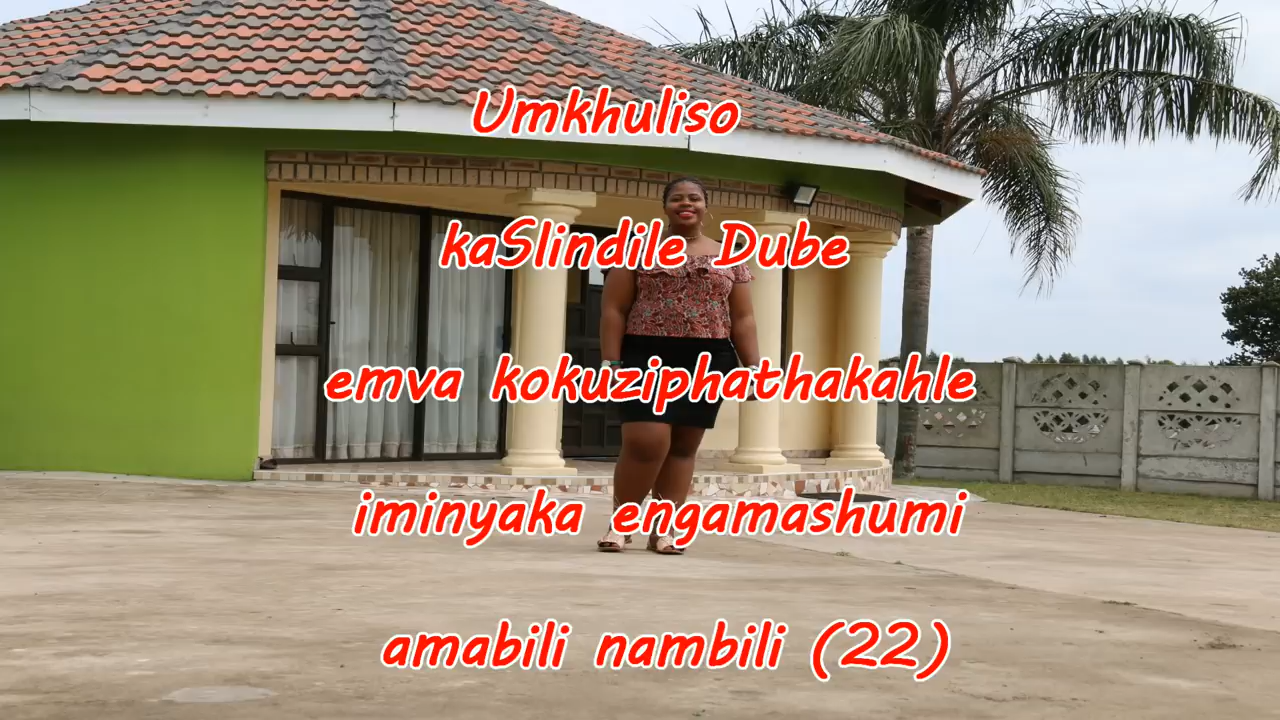 Umkhuliso
kaSlindile Dube
emva kokuziphathakahle
iminyaka engamashumi
amabili nambili (22)